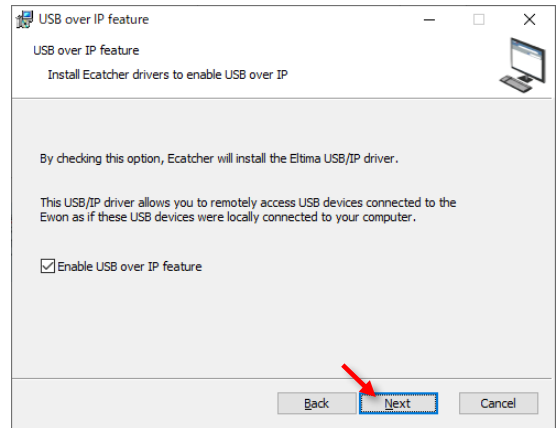 USB over IP feature
USB over IP feature
Install Ecatcher drivers to enable USB over IP
By checking this option, Ecatcher will install the Eltima USB/IP driver.
This USB/IP driver allows you to remotely access USB devices connected to the
Ewon as if these USB devices were locally connected to your computer.
Enable USB over IP feature
Back Next Cancel